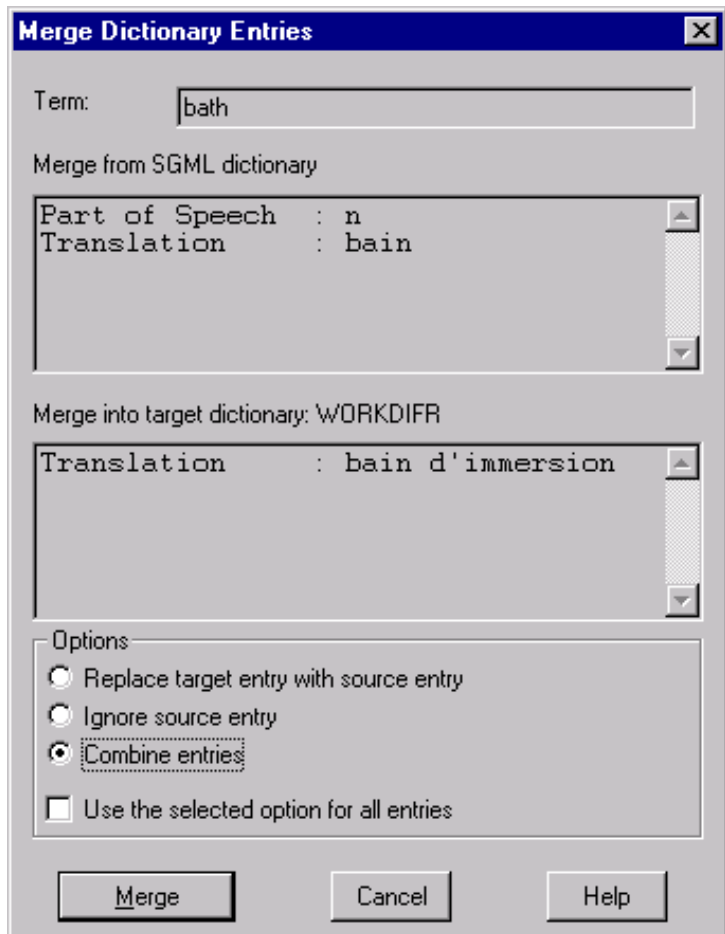 Merge Dictionary Entries
Term: bath
Merge from SGML dictionary
Part of Speech : n
Translation : bain
Merge into target dictionary: WORKDIFR
Translation : bain d'immersion
Options
Replace target entry with source entry
Ignore source entry
Combine entries
Use the selected option for all entries
Merge Cancel Help